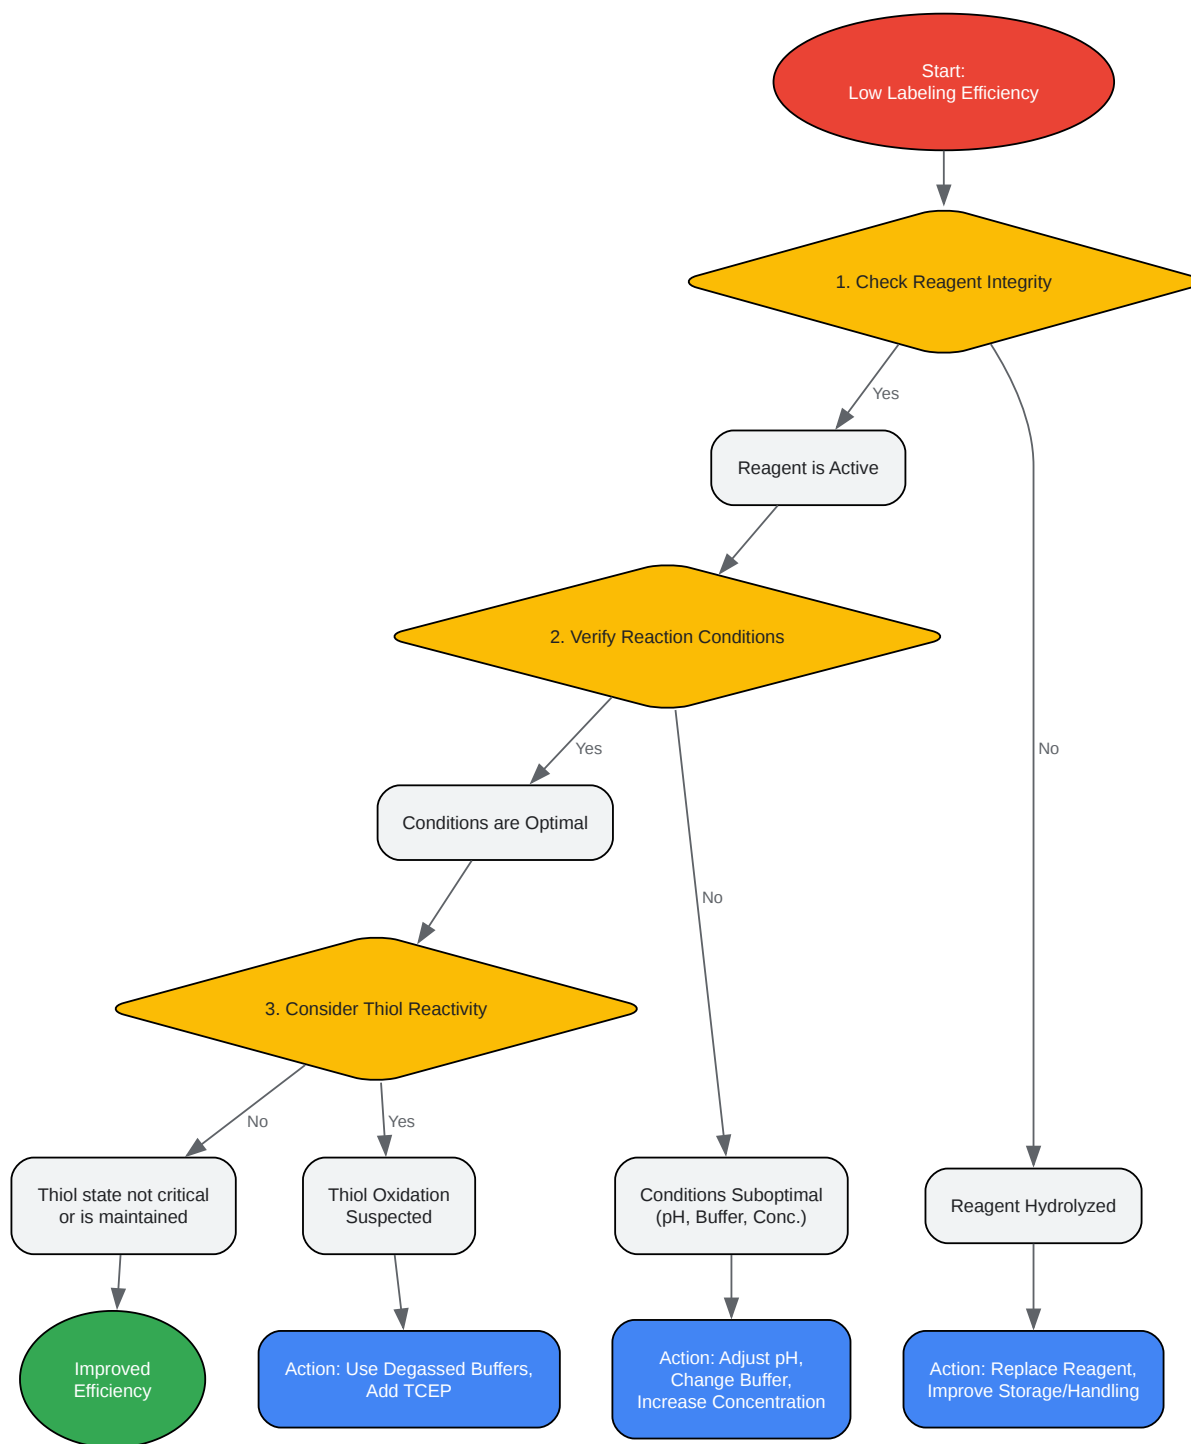 Start:
Low Labeling Efficiency
1. Check Reagent Integrity
Yes
Reagent is Active
2. Verify Reaction Conditions
Yes
No
Conditions are Optimal
No
3. Consider Thiol Reactivity
No
Yes
Thiol state not critical
or is maintained
Thiol Oxidation
Suspected
Conditions Suboptimal
(pH, Buffer, Conc.)
Reagent Hydrolyzed
Improved
Efficiency
Action: Use Degassed Buffers,
Add TCEP
Action: Adjust pH,
Change Buffer,
Increase Concentration
Action: Replace Reagent,
Improve Storage/Handling